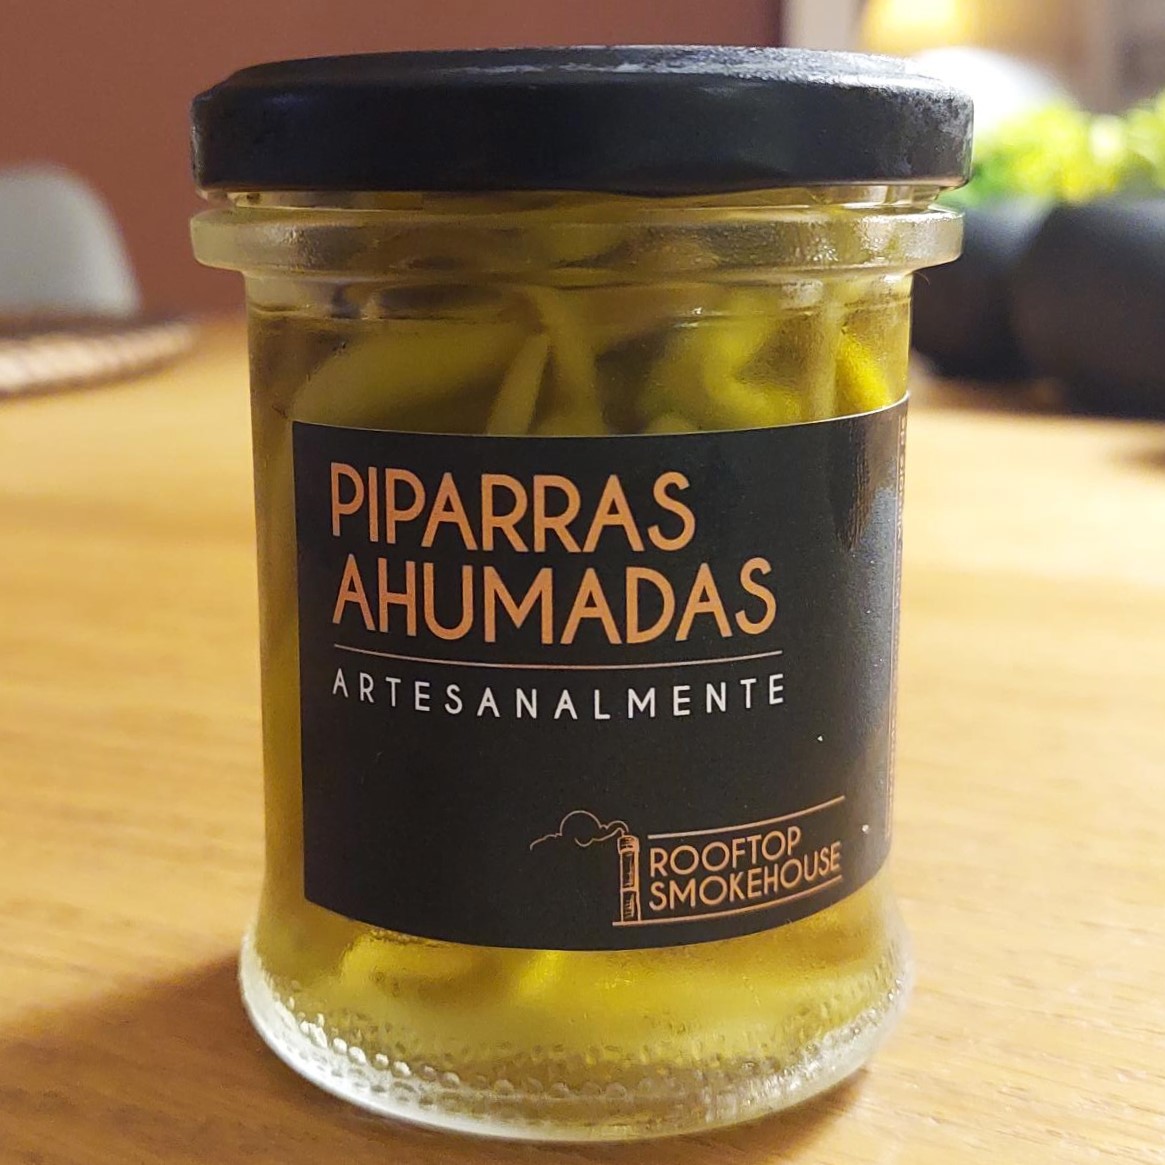 PIPARRAS
AHUMADAS
ARTESANALMENTE
ROOFTOP
SMOKEHOUSE